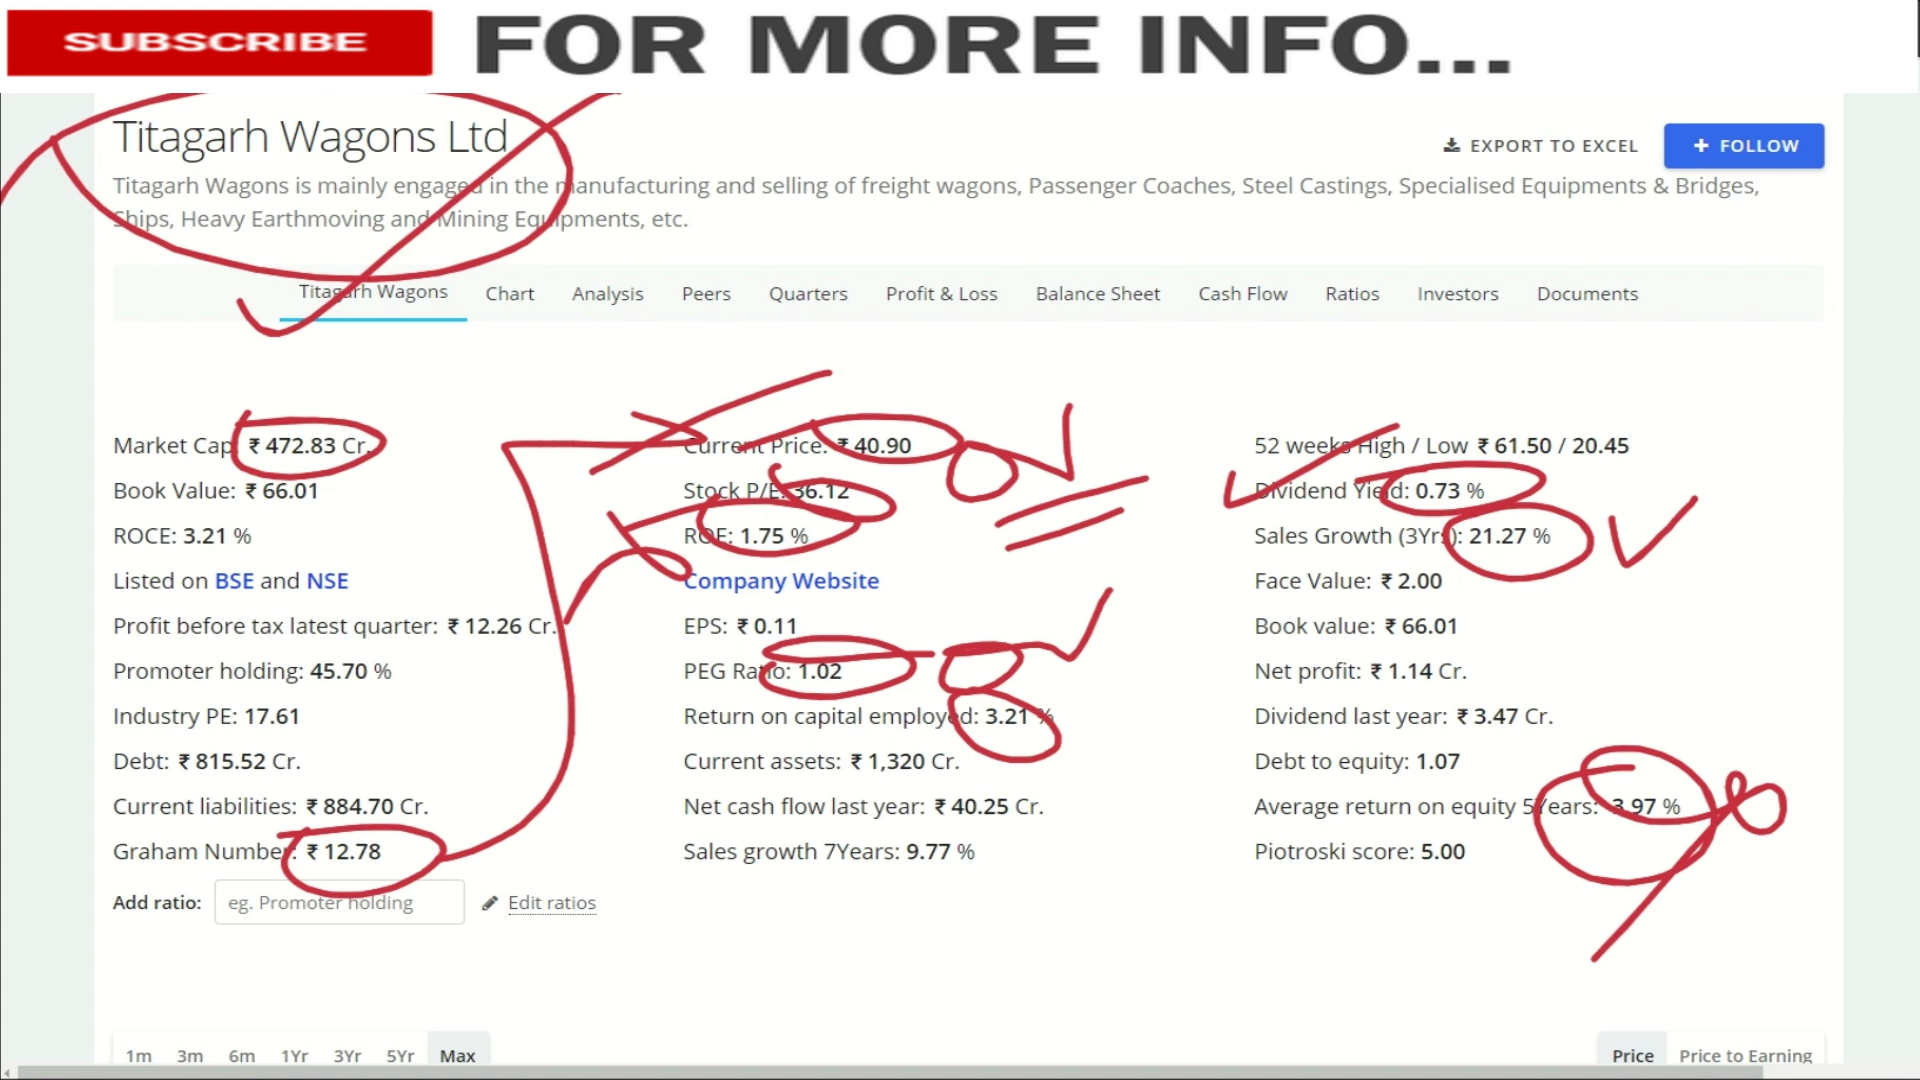 SUBSCRIBE FOR MORE INFO...
Titagarh Wagons Ltd
EXPORT TO EXCEL
+ FOLLOW
Titagarh Wagons is mainly engaged in the manufacturing and selling of freight wagons, Passenger Coaches, Steel Castings, Specialised Equipments & Bridges,
Ships, Heavy Earthmoving and Mining Equipments, etc.
Titagarh Wagons Chart Analysis Peers Quarters Profit & Loss Balance Sheet Cash Flow Ratios Investors Documents
Market Cap: ₹ 472.83 Cr. Current Price: ₹ 40.90 52 weeks High / Low ₹ 61.50 / 20.45
Book Value: ₹ 66.01 Stock P/E: 36.12 Dividend Yield: 0.73 %
ROCE: 3.21 % ROE: 1.75 % Sales Growth (3Yrs): 21.27 %
Listed on BSE and NSE Company Website Face Value: ₹ 2.00
Profit before tax latest quarter: ₹ 12.26 Cr. EPS: ₹ 0.11 Book value: ₹ 66.01
Promoter holding: 45.70 % PEG Ratio: 1.02 Net profit: ₹ 1.14 Cr.
Industry PE: 17.61 Return on capital employed: 3.21 % Dividend last year: ₹ 3.47 Cr.
Debt: ₹ 815.52 Cr. Current assets: ₹ 1,320 Cr. Debt to equity: 1.07
Current liabilities: ₹ 884.70 Cr. Net cash flow last year: ₹ 40.25 Cr. Average return on equity 5Years: 3.97 %
Graham Number: ₹ 12.78 Sales growth 7Years: 9.77 % Piotroski score: 5.00
Add ratio: eg. Promoter holding Edit ratios
1m 3m 6m 1Yr 3Yr 5Yr Max Price Price to Earning